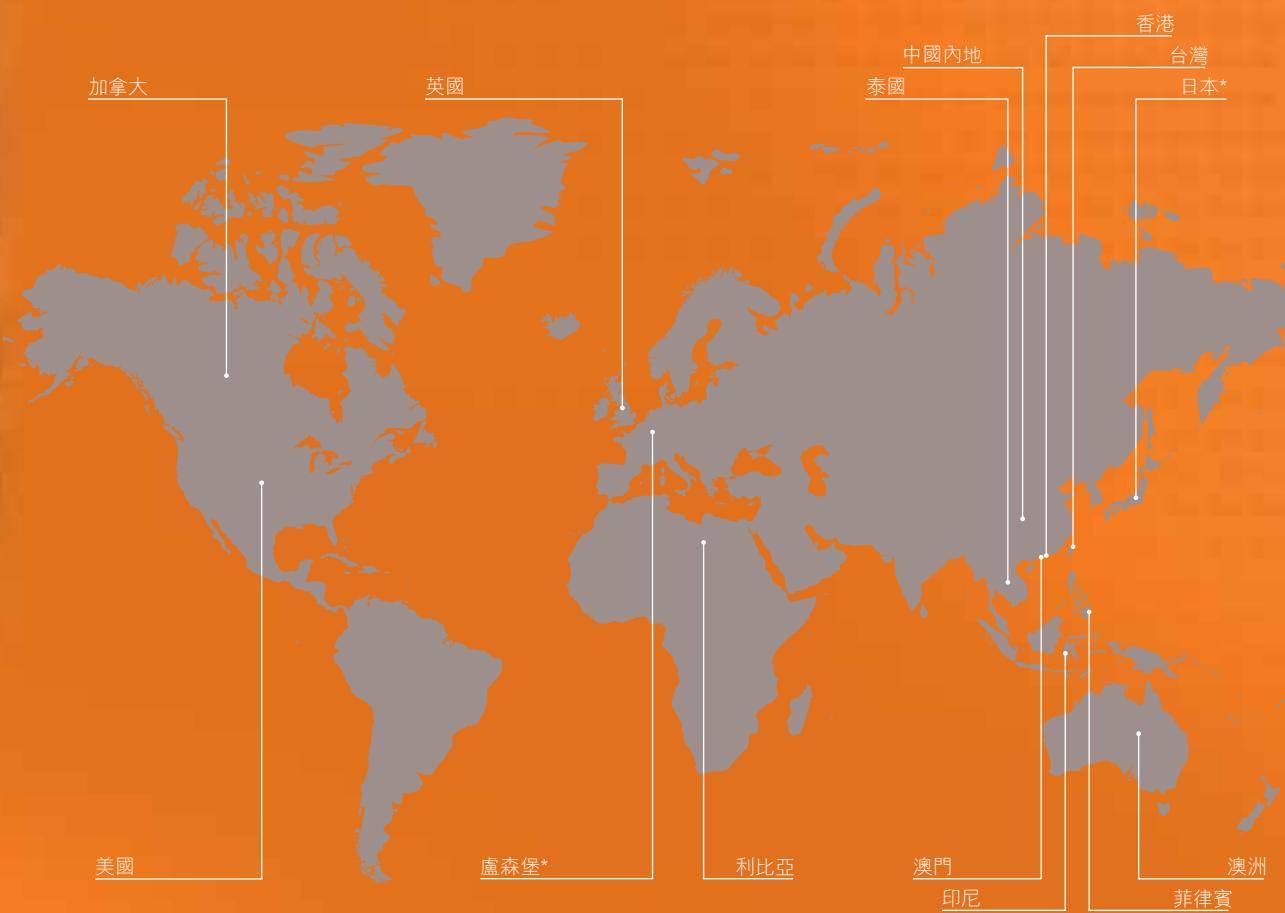 香港
中國內地
台灣
加拿大
英國
泰國
日本*
美國
盧森堡*
利比亞
澳門
澳洲
印尼
菲律賓